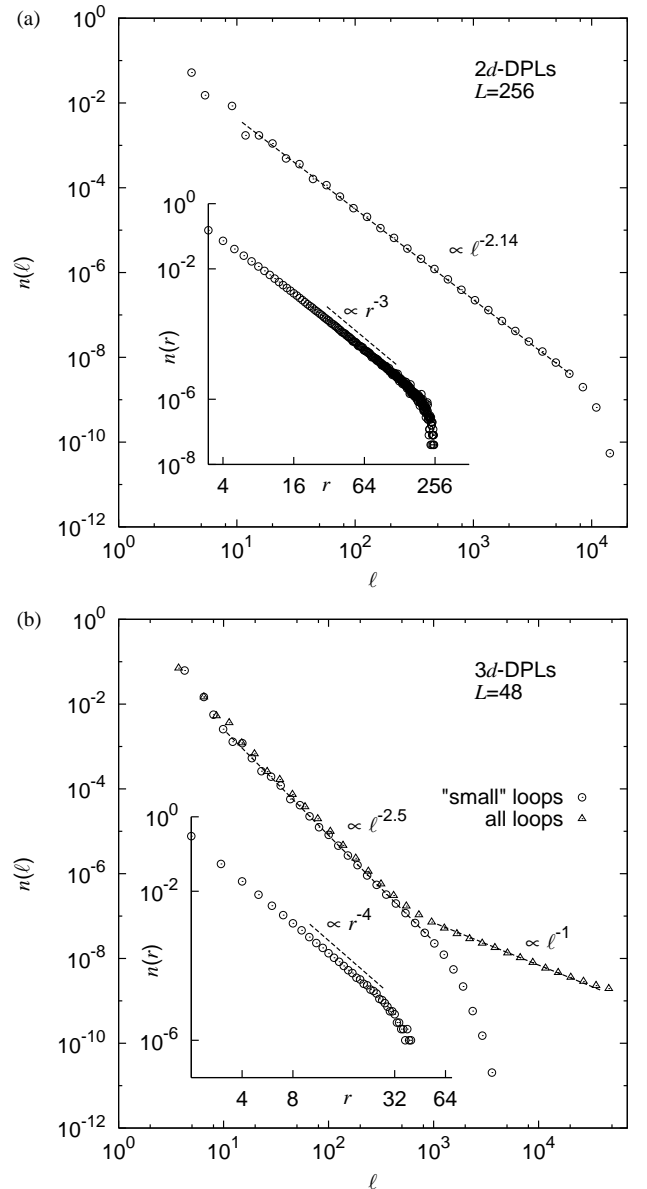 (a)
10^0
2d-DPLs
L=256
10^-2
10^-4
10^-6
10^-8
10^-10
10^-12
n(ℓ)
∝ ℓ^-2.14
10^0
10^-2
10^-4
10^-6
10^-8
n(r)
∝ r^-3
4 16 r 64 256
10^0 10^1 10^2 10^3 10^4
ℓ
(b)
10^0
3d-DPLs
L=48
10^-2
10^-4
10^-6
10^-8
10^-10
10^-12
n(ℓ)
"small" loops
all loops
∝ ℓ^-2.5
∝ ℓ^-1
10^0
10^-2
10^-6
n(r)
∝ r^-4
4 8 r 32 64
10^0 10^1 10^2 10^3 10^4
ℓ